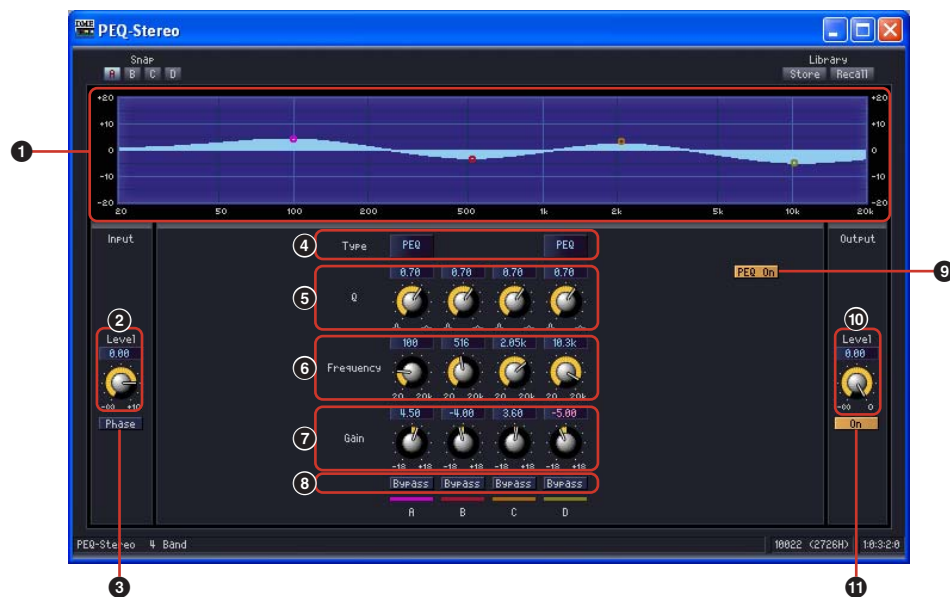 DME
PEQ-Stereo
Snap
Library
A B C D
Store Recall
+20 +20
+10 +10
0 0
-10 -10
-20 -20
20 50 100 200 500 1k 2k 5k 10k 20k
1
Input
Output
4 Type PEQ PEQ
PEQ On 9
0.70 0.70 0.70 0.70
5 Q
2
Level
0.00
-∞ +10
Phase
3
10
Level
0.00
-∞ 0
On
11
100 516 2.05k 10.3k
6 Frequency
20 20k 20 20k 20 20k 20 20k
4.50 -4.00 3.60 -5.00
7 Gain
-18 +18 -18 +18 -18 +18 -18 +18
8 Bypass Bypass Bypass Bypass
A B C D
PEQ-Stereo 4 Band
10022 (2726H) 1:0:3:2:0